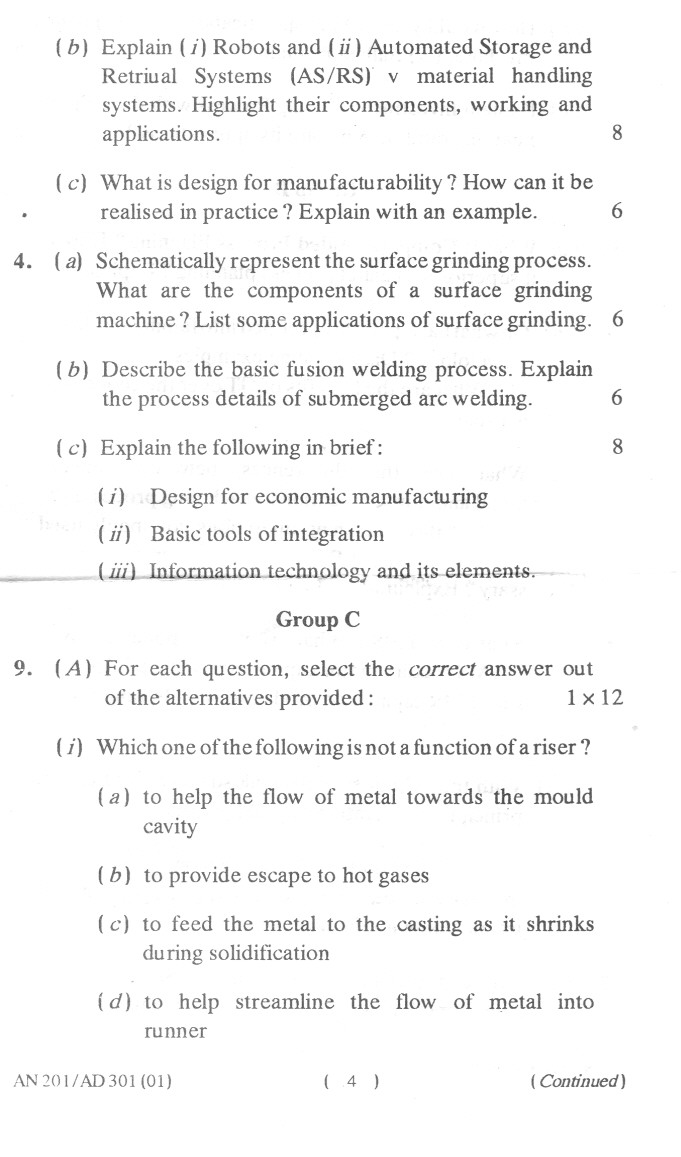 (b) Explain (i) Robots and (ii) Automated Storage and
Retriual Systems (AS/RS) v material handling
systems. Highlight their components, working and
applications. 8
(c) What is design for manufacturability ? How can it be
realised in practice ? Explain with an example. 6
4. (a) Schematically represent the surface grinding process.
What are the components of a surface grinding
machine ? List some applications of surface grinding. 6
(b) Describe the basic fusion welding process. Explain
the process details of submerged arc welding. 6
(c) Explain the following in brief : 8
(i) Design for economic manufacturing
(ii) Basic tools of integration
(iii) Information technology and its elements.
Group C
9. (A) For each question, select the correct answer out
of the alternatives provided : 1 × 12
(i) Which one of the following is not a function of a riser ?
(a) to help the flow of metal towards the mould
cavity
(b) to provide escape to hot gases
(c) to feed the metal to the casting as it shrinks
during solidification
(d) to help streamline the flow of metal into
runner
AN 201/AD 301 (01) ( 4 ) (Continued)